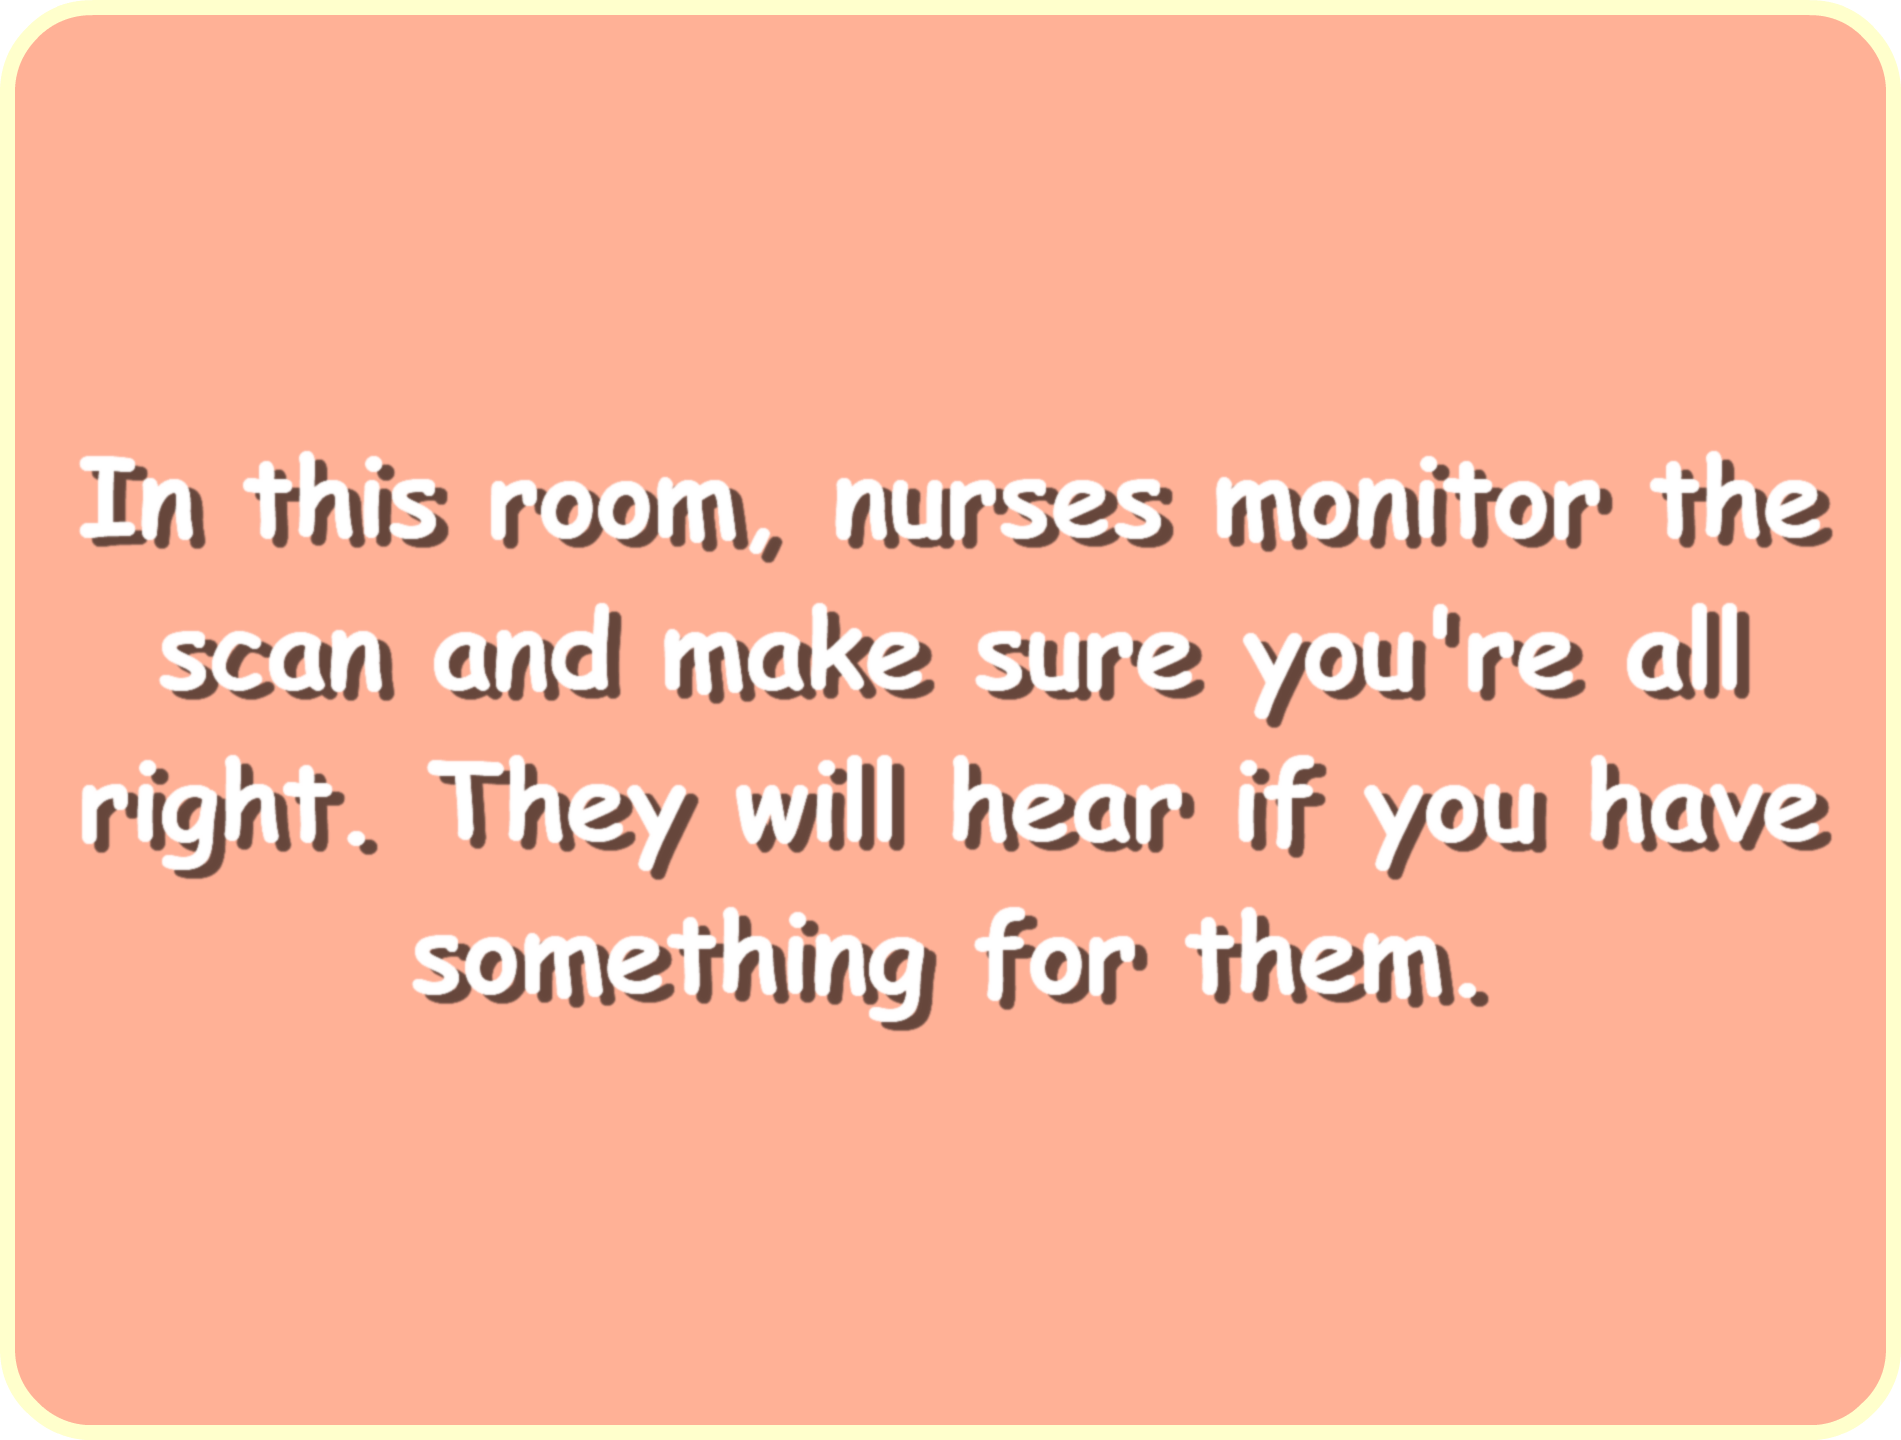 In this room, nurses monitor the
scan and make sure you're all
right. They will hear if you have
something for them.